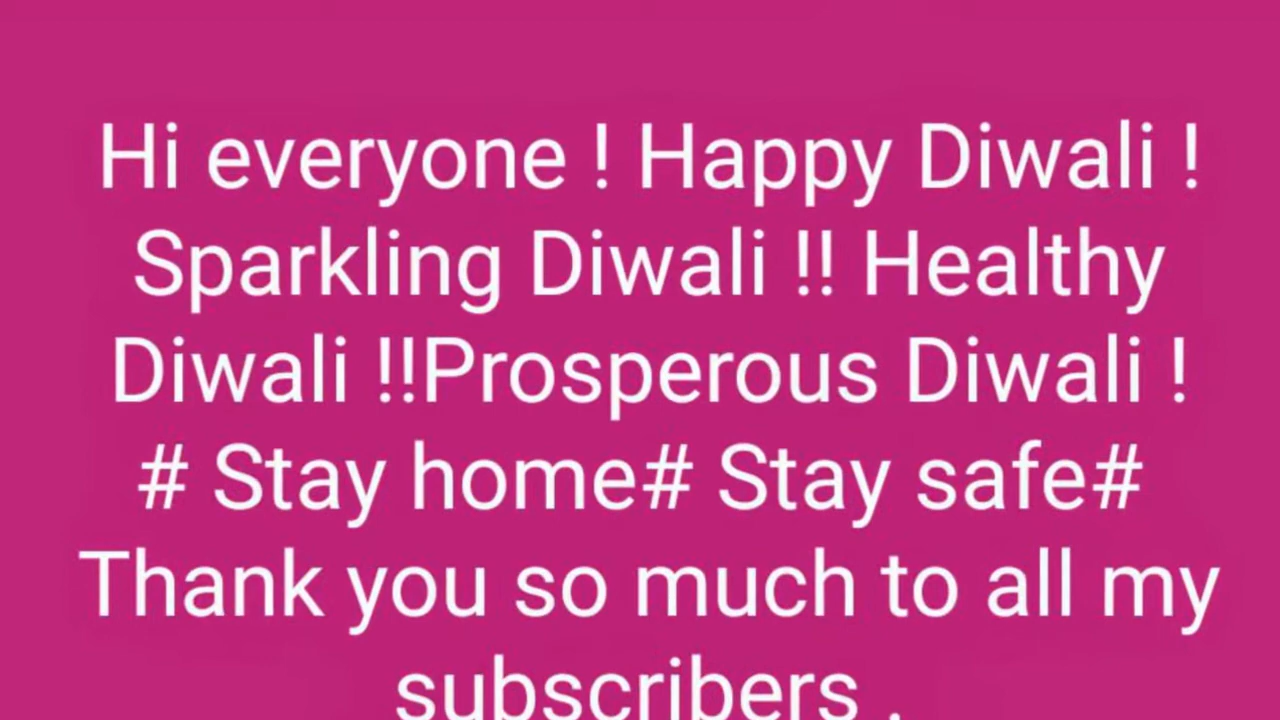 Hi everyone ! Happy Diwali !
Sparkling Diwali !! Healthy
Diwali !!Prosperous Diwali !
# Stay home# Stay safe#
Thank you so much to all my
subscribers .